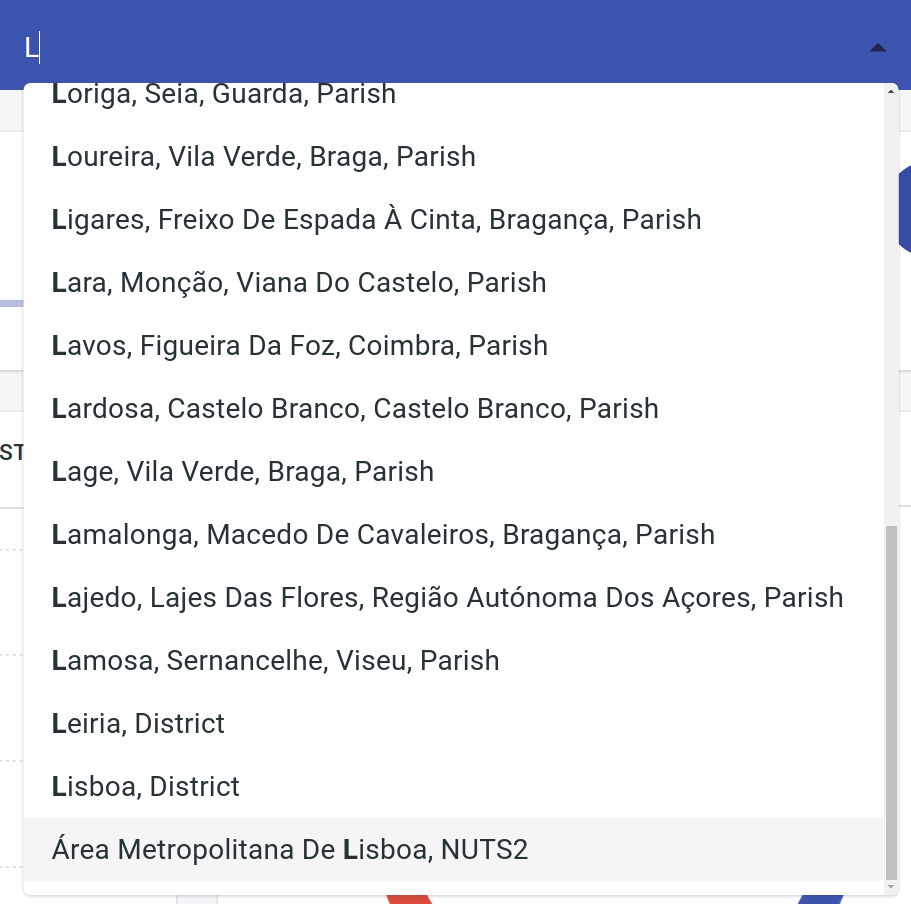 L
Loriga, Seia, Guarda, Parish
Loureira, Vila Verde, Braga, Parish
Ligares, Freixo De Espada À Cinta, Bragança, Parish
Lara, Monção, Viana Do Castelo, Parish
Lavos, Figueira Da Foz, Coimbra, Parish
Lardosa, Castelo Branco, Castelo Branco, Parish
ST
Lage, Vila Verde, Braga, Parish
Lamalonga, Macedo De Cavaleiros, Bragança, Parish
Lajedo, Lajes Das Flores, Região Autónoma Dos Açores, Parish
Lamosa, Sernancelhe, Viseu, Parish
Leiria, District
Lisboa, District
Área Metropolitana De Lisboa, NUTS2